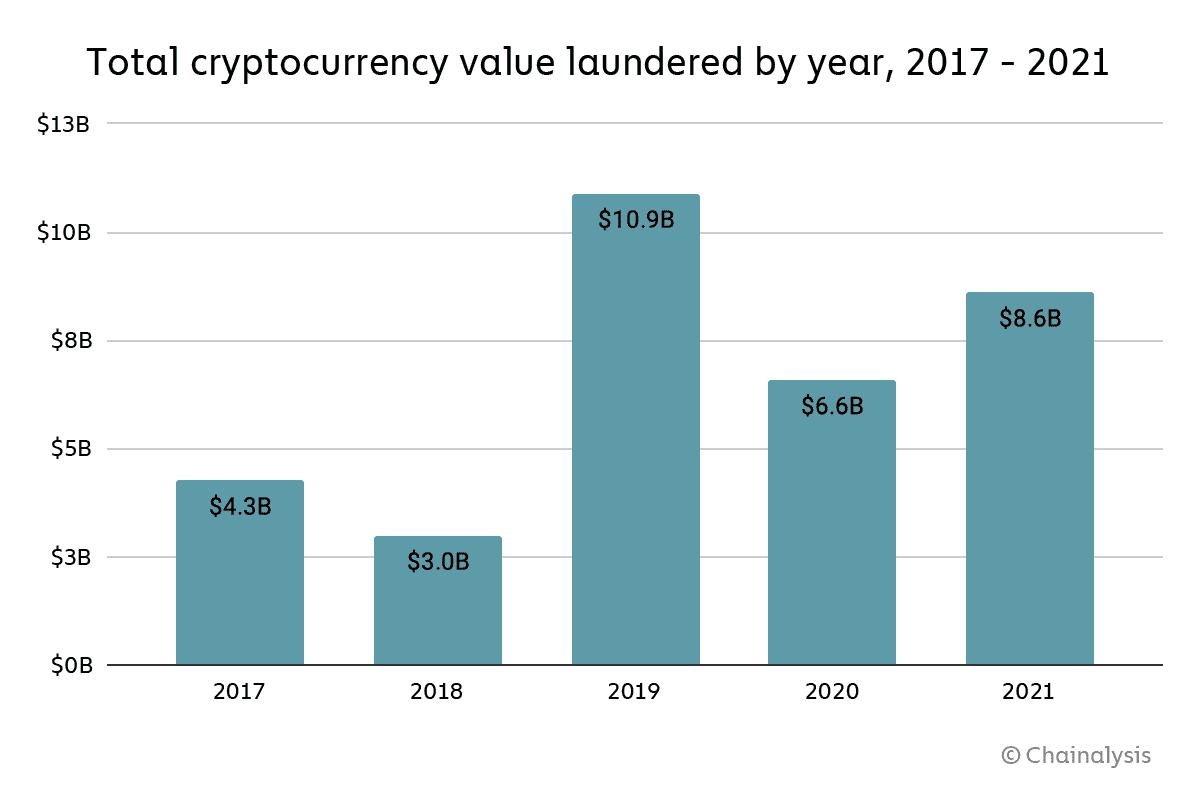 Total cryptocurrency value laundered by year, 2017 - 2021
$13B
$10B
$8B
$5B
$3B
$0B
$4.3B
$3.0B
$10.9B
$6.6B
$8.6B
2017 2018 2019 2020 2021
© Chainalysis